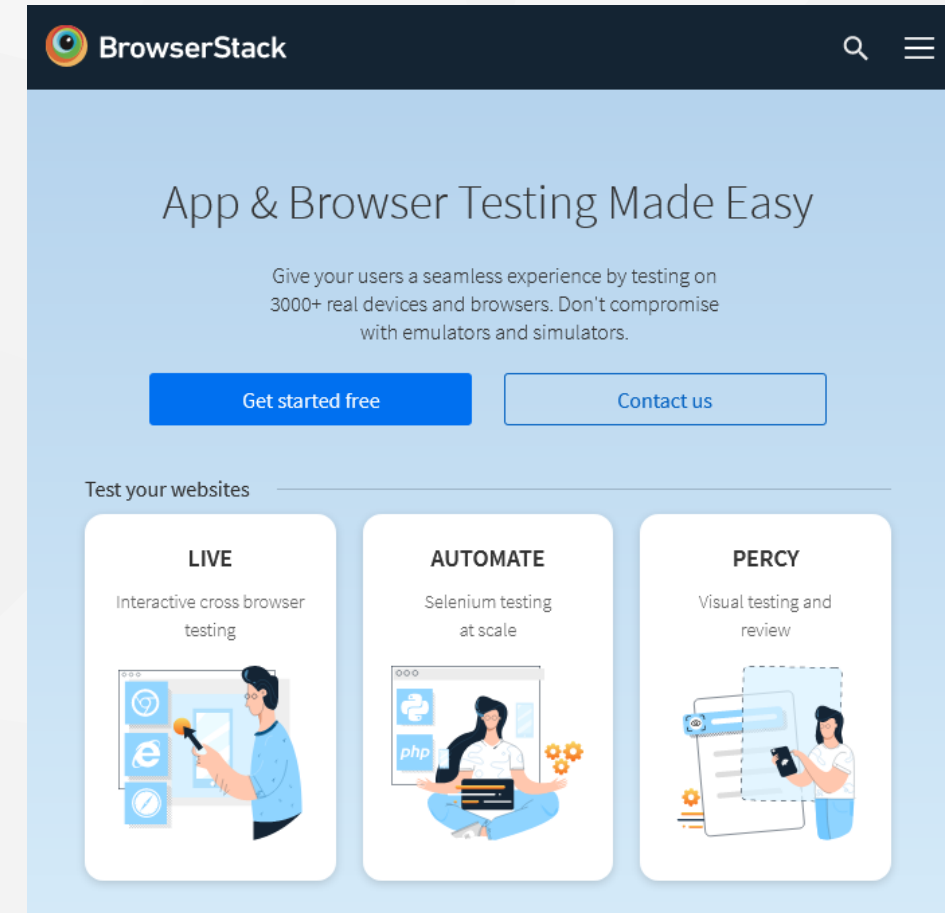 BrowserStack
App & Browser Testing Made Easy
Give your users a seamless experience by testing on
3000+ real devices and browsers. Don't compromise
with emulators and simulators.
Get started free
Contact us
Test your websites
LIVE
Interactive cross browser
testing
AUTOMATE
Selenium testing
at scale
php
PERCY
Visual testing and
review